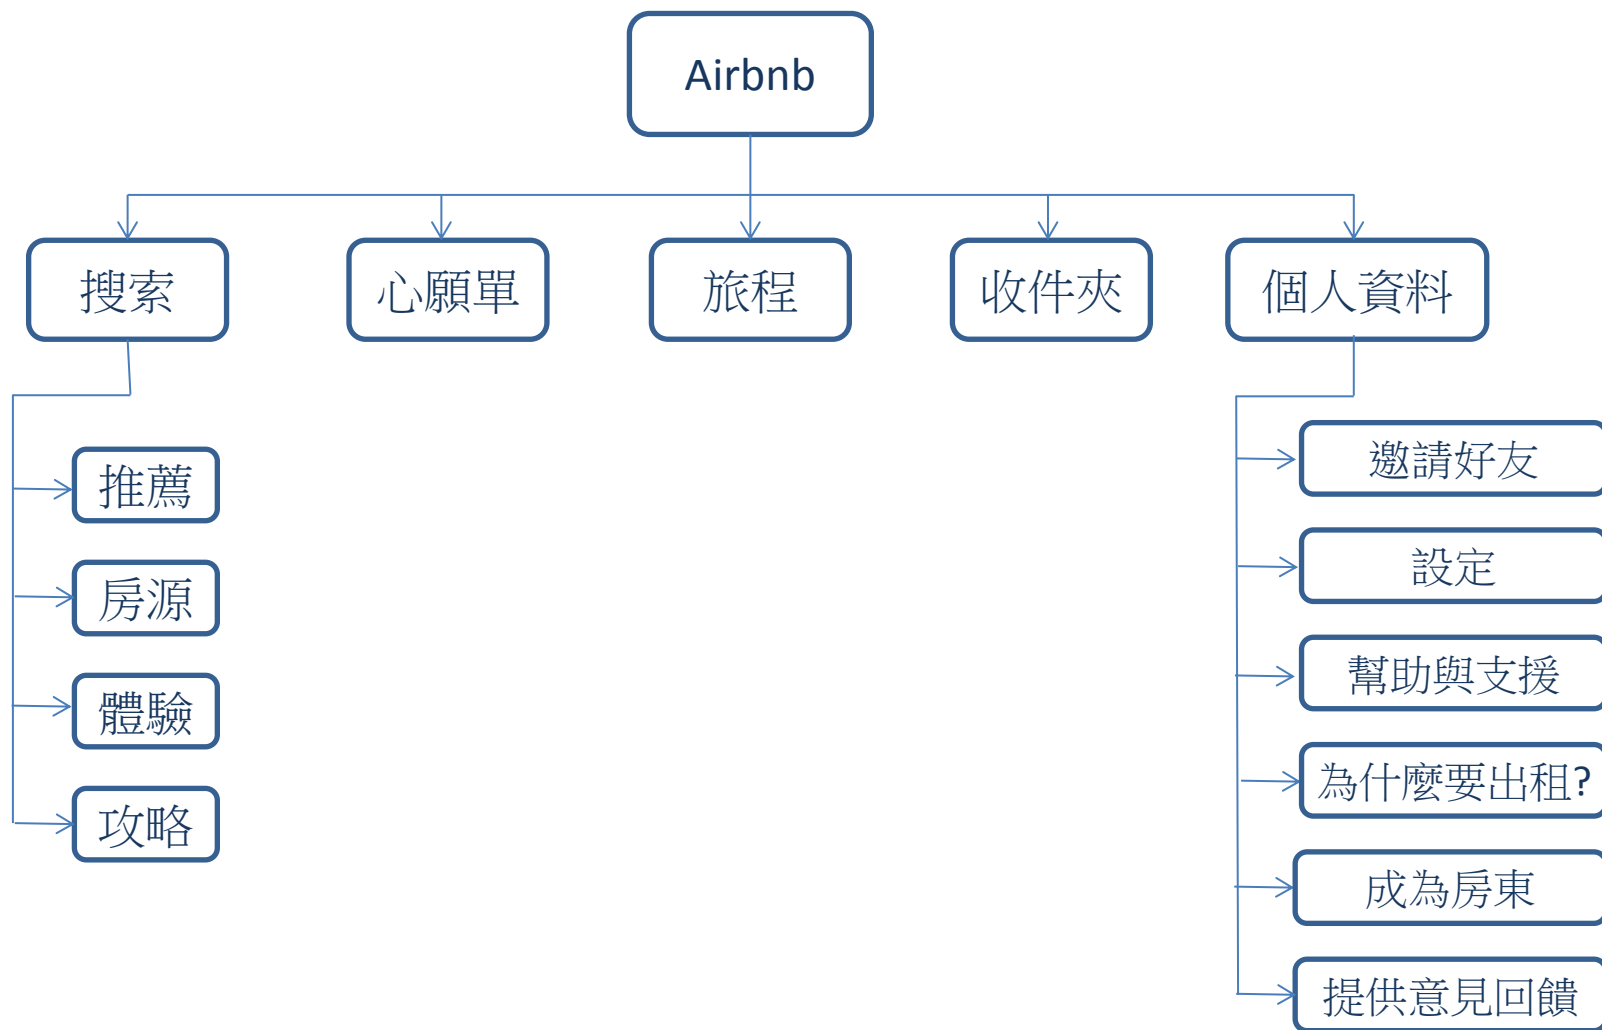 Airbnb
搜索
心願單
旅程
收件夾
個人資料
推薦
房源
體驗
攻略
邀請好友
設定
幫助與支援
為什麼要出租?
成為房東
提供意見回饋